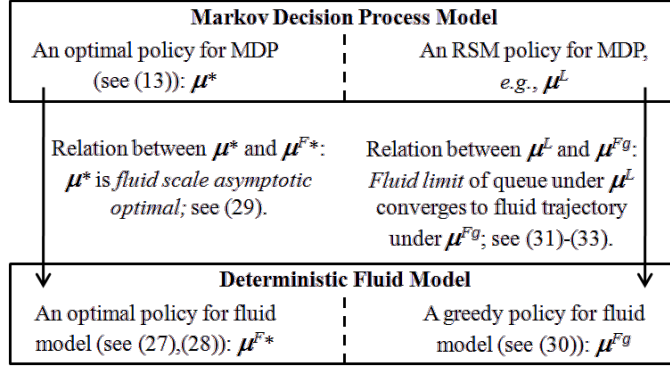 Markov Decision Process Model
An optimal policy for MDP
(see (13)): μ*
An RSM policy for MDP,
e.g., μ^L
Relation between μ* and μ^F*:
μ* is fluid scale asymptotic
optimal; see (29).
Relation between μ^L and μ^Fg:
Fluid limit of queue under μ^L
converges to fluid trajectory
under μ^Fg; see (31)-(33).
Deterministic Fluid Model
An optimal policy for fluid
model (see (27),(28)): μ^F*
A greedy policy for fluid
model (see (30)): μ^Fg